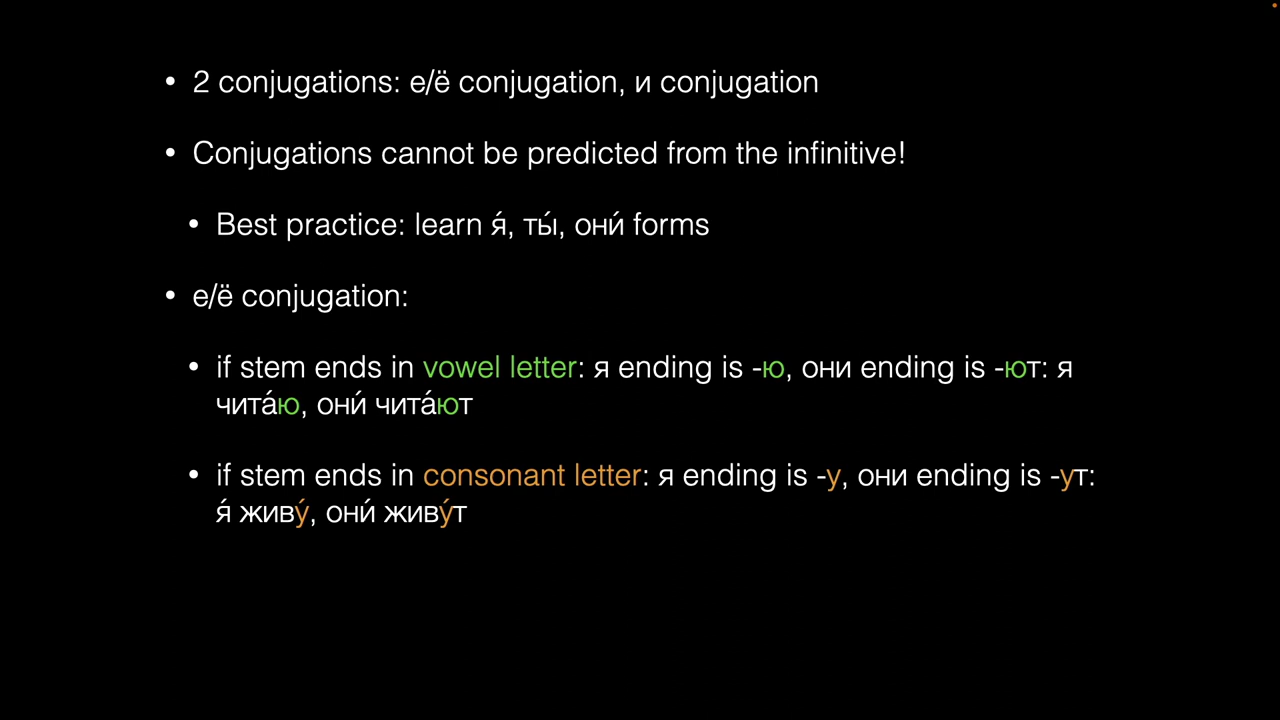 • 2 conjugations: е/ё conjugation, и conjugation
• Conjugations cannot be predicted from the infinitive!
• Best practice: learn я́, ты́, они́ forms
• е/ё conjugation:
• if stem ends in vowel letter: я ending is -ю, они ending is -ют: я
чита́ю, они́ чита́ют
• if stem ends in consonant letter: я ending is -у, они ending is -ут:
я́ живу́, они́ живу́т